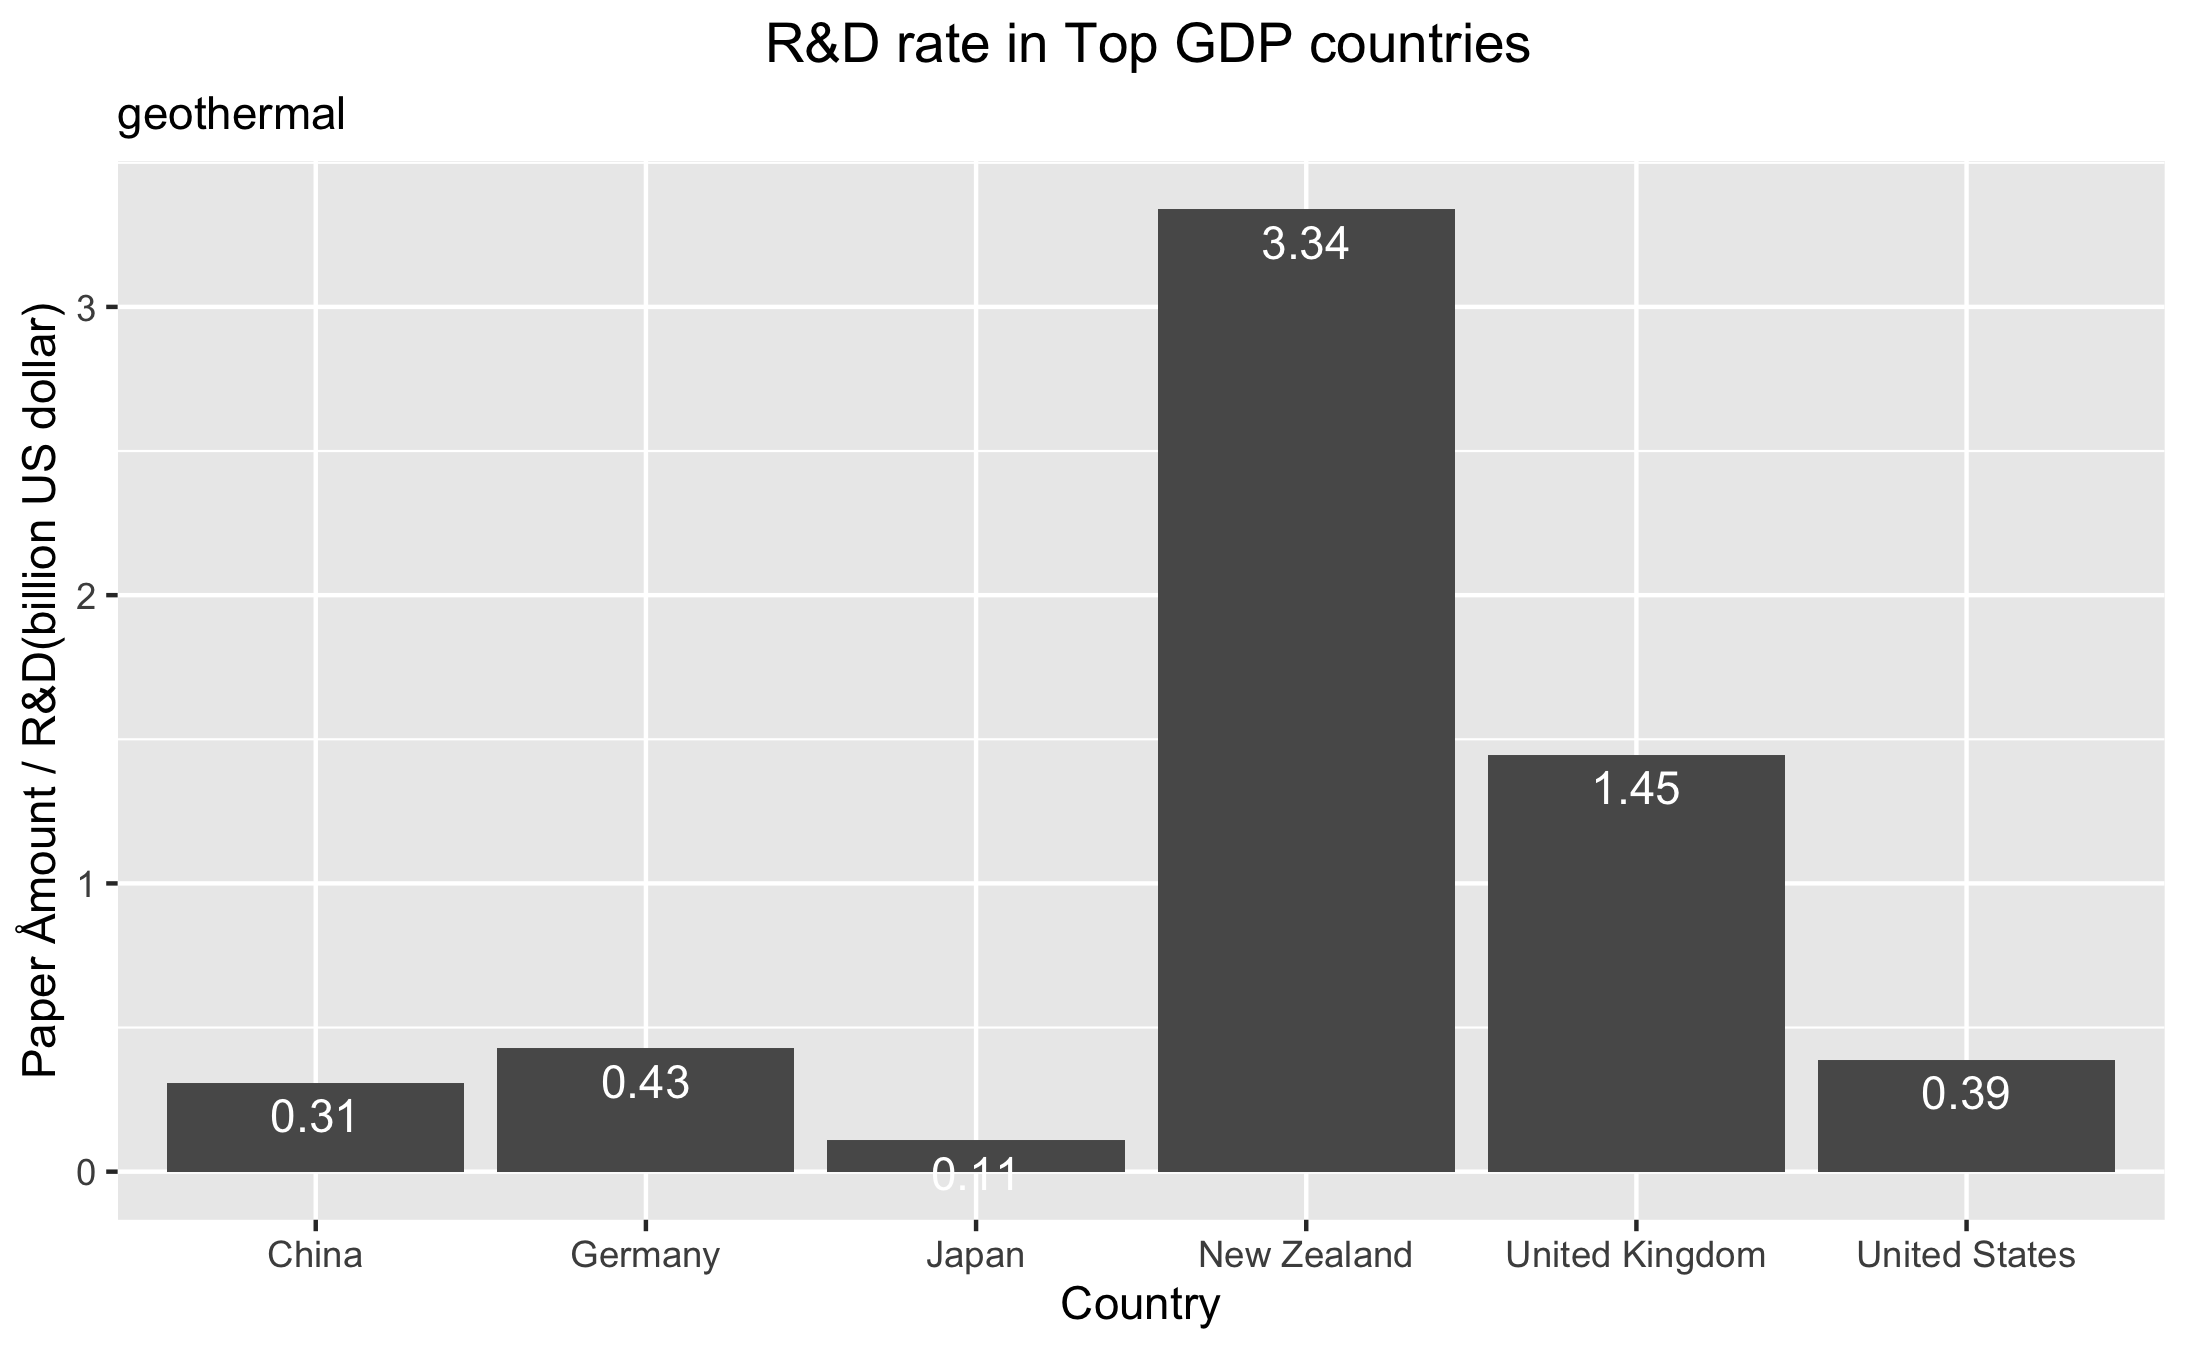 R&D rate in Top GDP countries
geothermal
Paper Åmount / R&D(billion US dollar)
3
2
1
0
3.34
1.45
0.31
0.43
0.11
0.39
China
Germany
Japan
New Zealand
United Kingdom
United States
Country